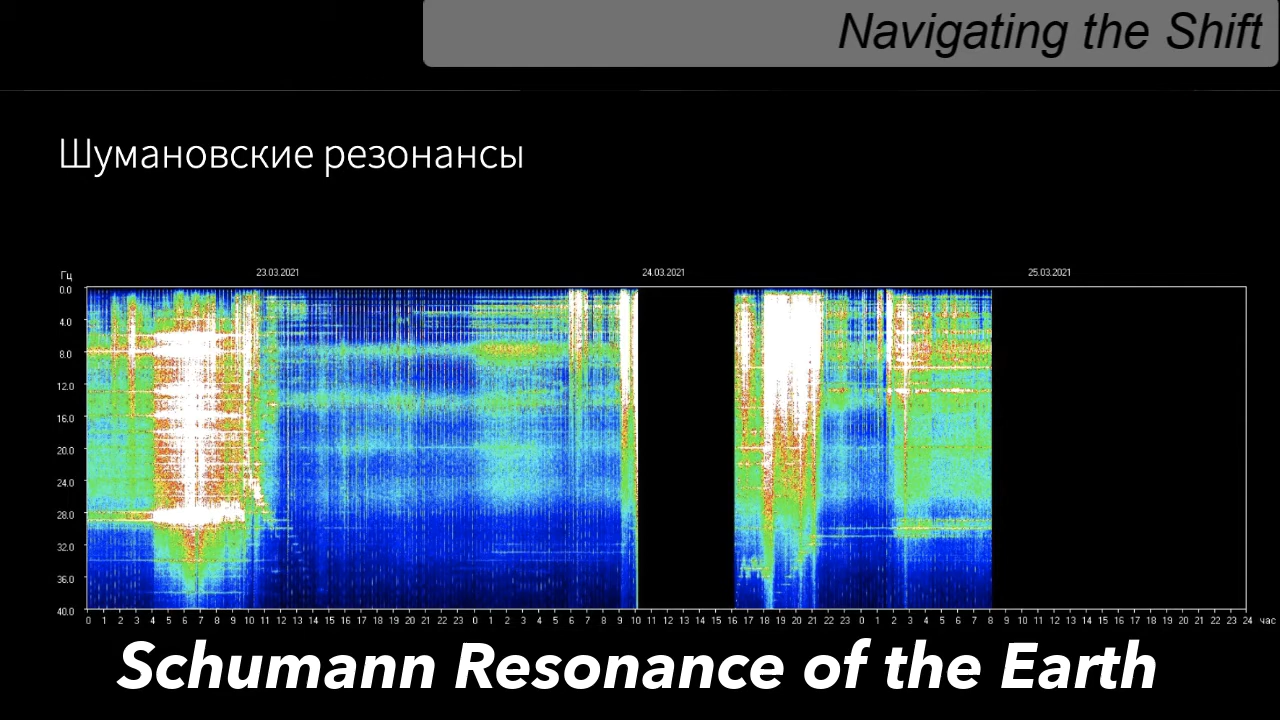 Navigating the Shift
Шумановские резонансы
23.03.2021 24.03.2021 25.03.2021
Гц
0.0
4.0
8.0
12.0
16.0
20.0
24.0
28.0
32.0
36.0
40.0
0 1 2 3 4 5 6 7 8 9 10 11 12 13 14 15 16 17 18 19 20 21 22 23 0 1 2 3 4 5 6 7 8 9 10 11 12 13 14 15 16 17 18 19 20 21 22 23 0 1 2 3 4 5 6 7 8 9 10 11 12 13 14 15 16 17 18 19 20 21 22 23 24 час
Schumann Resonance of the Earth